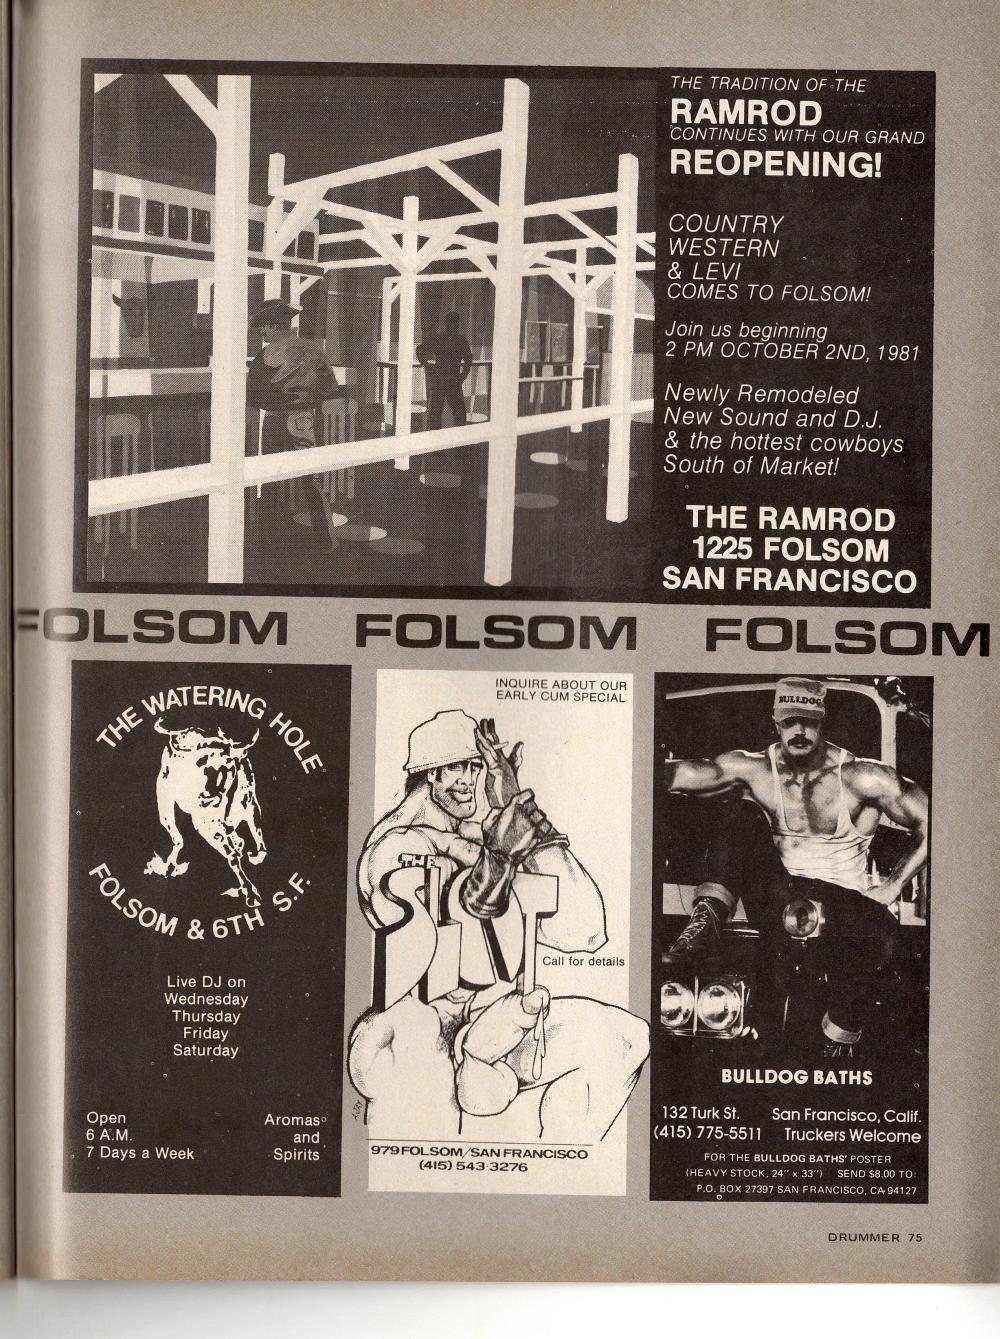 THE TRADITION OF THE
RAMROD
CONTINUES WITH OUR GRAND
REOPENING!
COUNTRY
WESTERN
& LEVI
COMES TO FOLSOM!
Join us beginning
2 PM OCTOBER 2ND, 1981
Newly Remodeled
New Sound and D.J.
& the hottest cowboys
South of Market!
THE RAMROD
1225 FOLSOM
SAN FRANCISCO
FOLSOM FOLSOM FOLSOM
THE WATERING HOLE
FOLSOM & 6TH S.F.
Live DJ on
Wednesday
Thursday
Friday
Saturday
Open
6 A.M.
7 Days a Week
Aromas
and
Spirits
INQUIRE ABOUT OUR
EARLY CUM SPECIAL
THE
SLOT
Call for details
A.JAY
979 FOLSOM/SAN FRANCISCO
(415) 543-3276
BULLDOG
BULLDOG BATHS
132 Turk St. San Francisco, Calif.
(415) 775-5511 Truckers Welcome
FOR THE BULLDOG BATHS' POSTER
(HEAVY STOCK, 24" x 33") SEND $8.00 TO:
P.O. BOX 27397 SAN FRANCISCO, CA 94127
DRUMMER 75